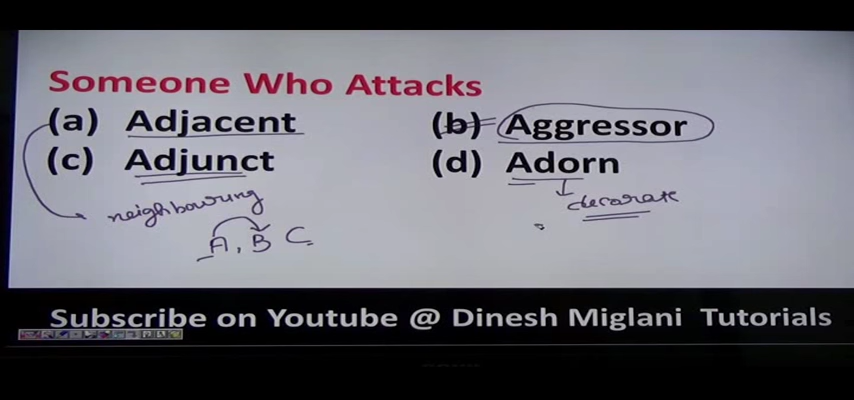 Someone Who Attacks
(a) Adjacent (b) Aggressor
(c) Adjunct (d) Adorn
neighbouring decorate
A, B C
Subscribe on Youtube @ Dinesh Miglani Tutorials